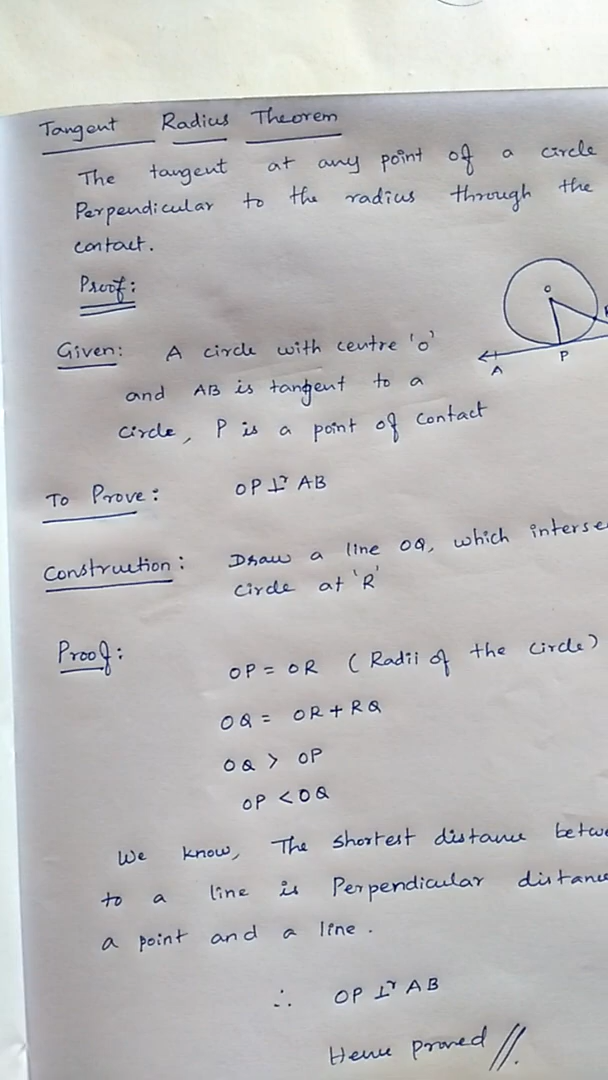 Tangent Radius Theorem
The tangent at any point of a circle
Perpendicular to the radius through the
contact.
Proof:
O
R
A
P
Given: A circle with centre 'o'
and AB is tangent to a
circle, P is a point of contact
To Prove: OP ⊥r AB
Construction: Draw a line OQ, which interse
circle at 'R'
Proof:
OP = OR ( Radii of the circle)
OQ = OR + RQ
OQ > OP
OP < OQ
We know, The shortest distance betwe
to a line is Perpendicular distance
a point and a line.
∴ OP ⊥r AB
Hence proved //.